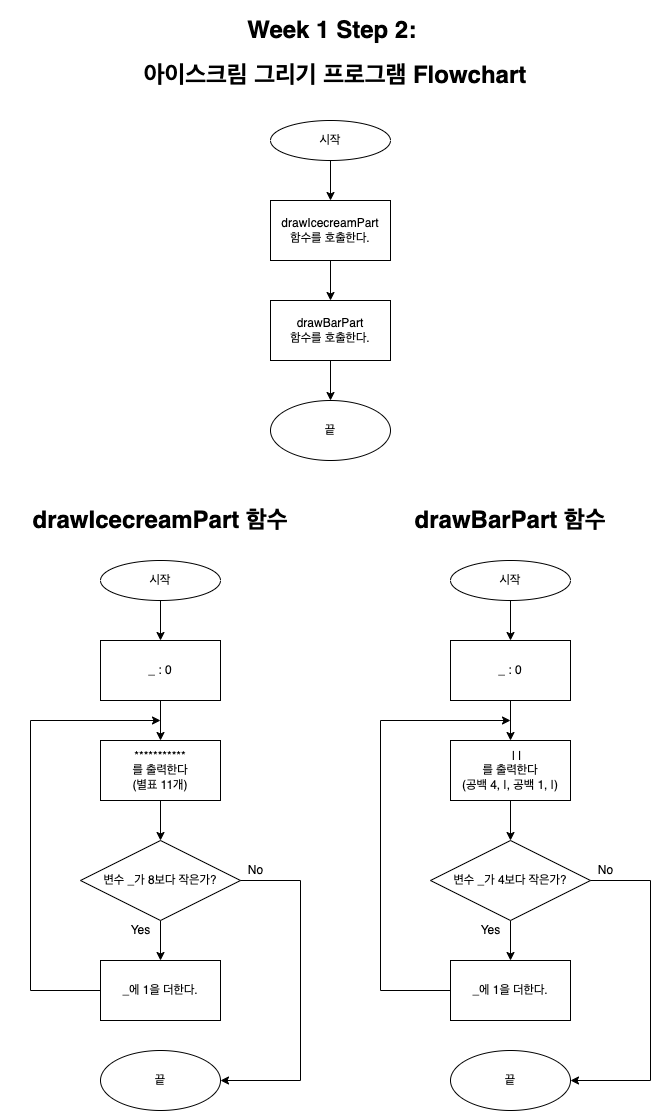 Week 1 Step 2:
아이스크림 그리기 프로그램 Flowchart
시작
drawIcecreamPart
함수를 호출한다.
drawBarPart
함수를 호출한다.
끝
drawIcecreamPart 함수
시작
_ : 0
***********
를 출력한다
(별표 11개)
변수 _가 8보다 작은가?
No
Yes
_에 1을 더한다.
끝
drawBarPart 함수
시작
_ : 0
| |
를 출력한다
(공백 4, |, 공백 1, |)
변수 _가 4보다 작은가?
No
Yes
_에 1을 더한다.
끝